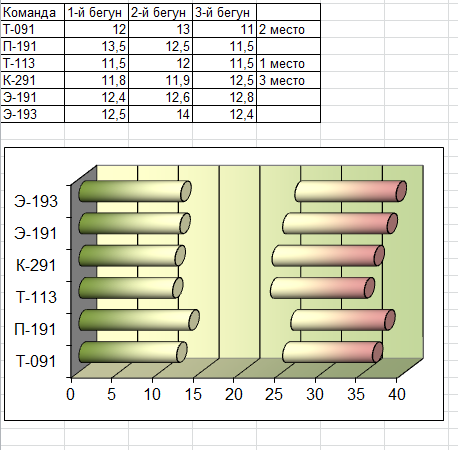 Команда 1-й бегун 2-й бегун 3-й бегун
Т-091 12 13 11 2 место
П-191 13,5 12,5 11,5
Т-113 11,5 12 11,5 1 место
К-291 11,8 11,9 12,5 3 место
Э-191 12,4 12,6 12,8
Э-193 12,5 14 12,4
Э-193
Э-191
К-291
Т-113
П-191
Т-091
0 5 10 15 20 25 30 35 40